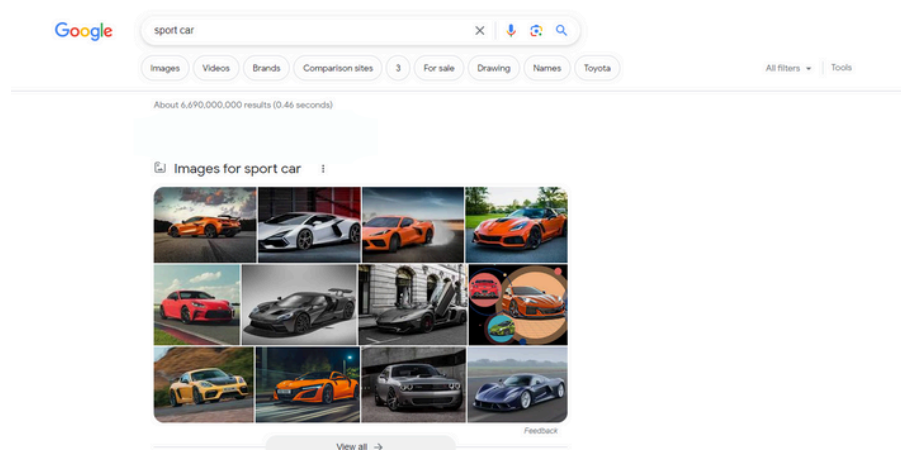 Google sport car
Images Videos Brands Comparison sites 3 For sale Drawing Names Toyota All filters Tools
About 6,690,000,000 results (0.46 seconds)
Images for sport car
Feedback
View all